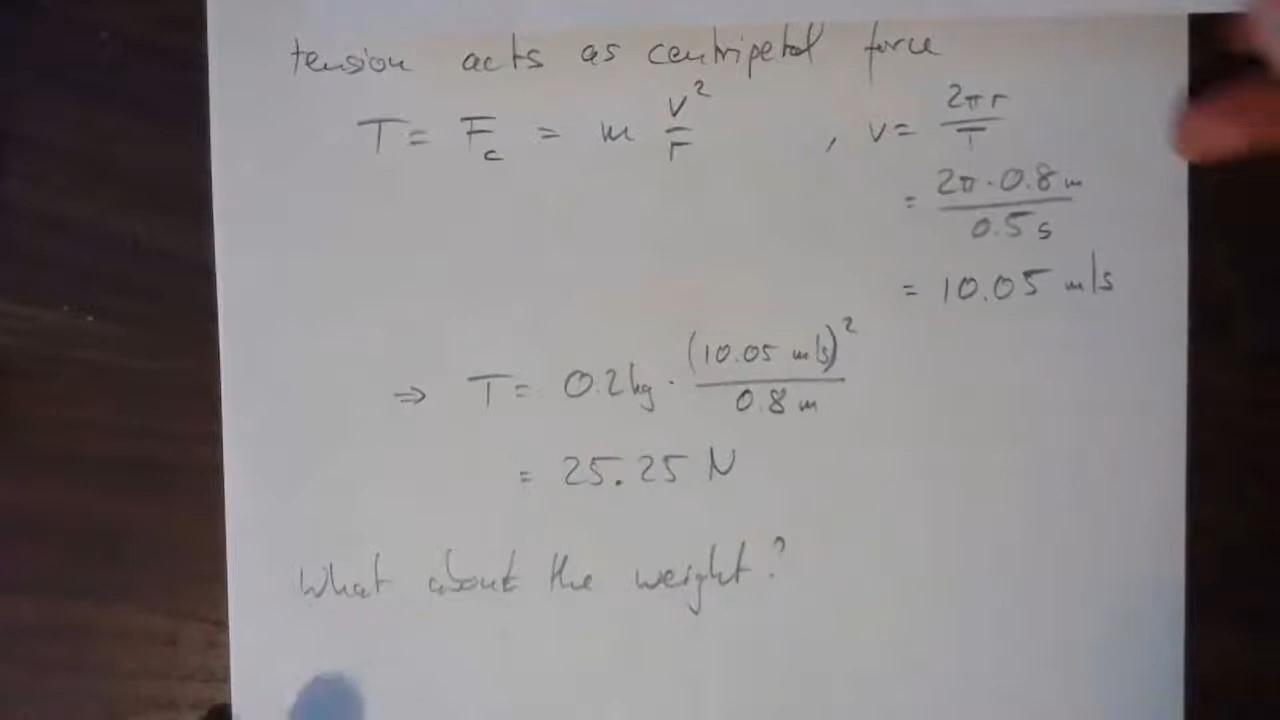 tension acts as centripetal force
T = F_c = m v²/r , v = 2πr/T
= 2π · 0.8 m / 0.5 s
= 10.05 m/s
⇒ T = 0.2 kg · (10.05 m/s)² / 0.8 m
= 25.25 N
What about the weight?